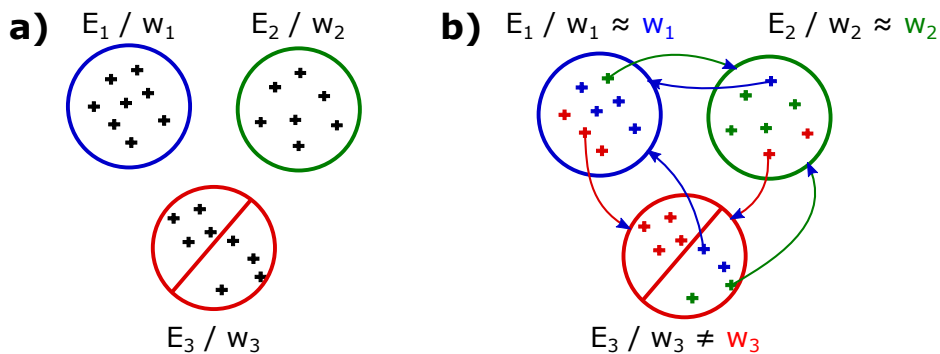 a)
E₁ / w₁
E₂ / w₂
E₃ / w₃
b)
E₁ / w₁ ≈ w₁
E₂ / w₂ ≈ w₂
E₃ / w₃ ≠ w₃